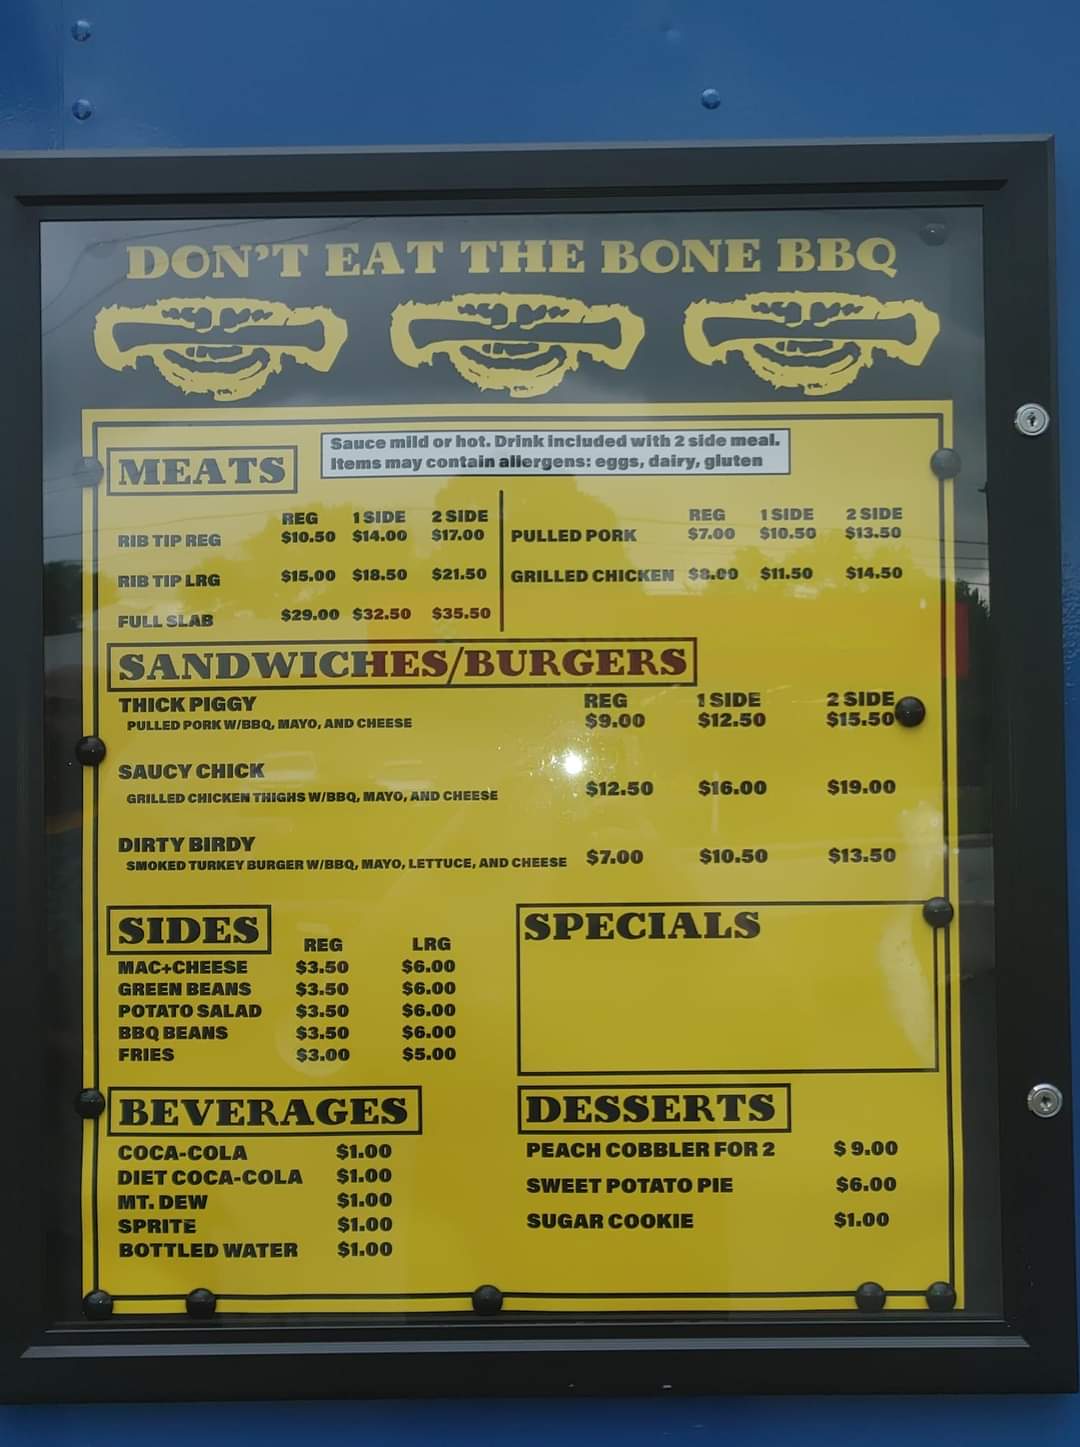 DON'T EAT THE BONE BBQ
Sauce mild or hot. Drink included with 2 side meal.
Items may contain allergens: eggs, dairy, gluten
MEATS
REG 1 SIDE 2 SIDE
RIB TIP REG $10.50 $14.00 $17.00
RIB TIP LRG $15.00 $18.50 $21.50
FULL SLAB $29.00 $32.50 $35.50
REG 1 SIDE 2 SIDE
PULLED PORK $7.00 $10.50 $13.50
GRILLED CHICKEN $8.00 $11.50 $14.50
SANDWICHES/BURGERS
REG 1 SIDE 2 SIDE
THICK PIGGY $9.00 $12.50 $15.50
PULLED PORK W/BBQ, MAYO, AND CHEESE
SAUCY CHICK $12.50 $16.00 $19.00
GRILLED CHICKEN THIGHS W/BBQ, MAYO, AND CHEESE
DIRTY BIRDY $7.00 $10.50 $13.50
SMOKED TURKEY BURGER W/BBQ, MAYO, LETTUCE, AND CHEESE
SIDES
REG LRG
MAC+CHEESE $3.50 $6.00
GREEN BEANS $3.50 $6.00
POTATO SALAD $3.50 $6.00
BBQ BEANS $3.50 $6.00
FRIES $3.00 $5.00
SPECIALS
BEVERAGES
COCA-COLA $1.00
DIET COCA-COLA $1.00
MT. DEW $1.00
SPRITE $1.00
BOTTLED WATER $1.00
DESSERTS
PEACH COBBLER FOR 2 $ 9.00
SWEET POTATO PIE $6.00
SUGAR COOKIE $1.00